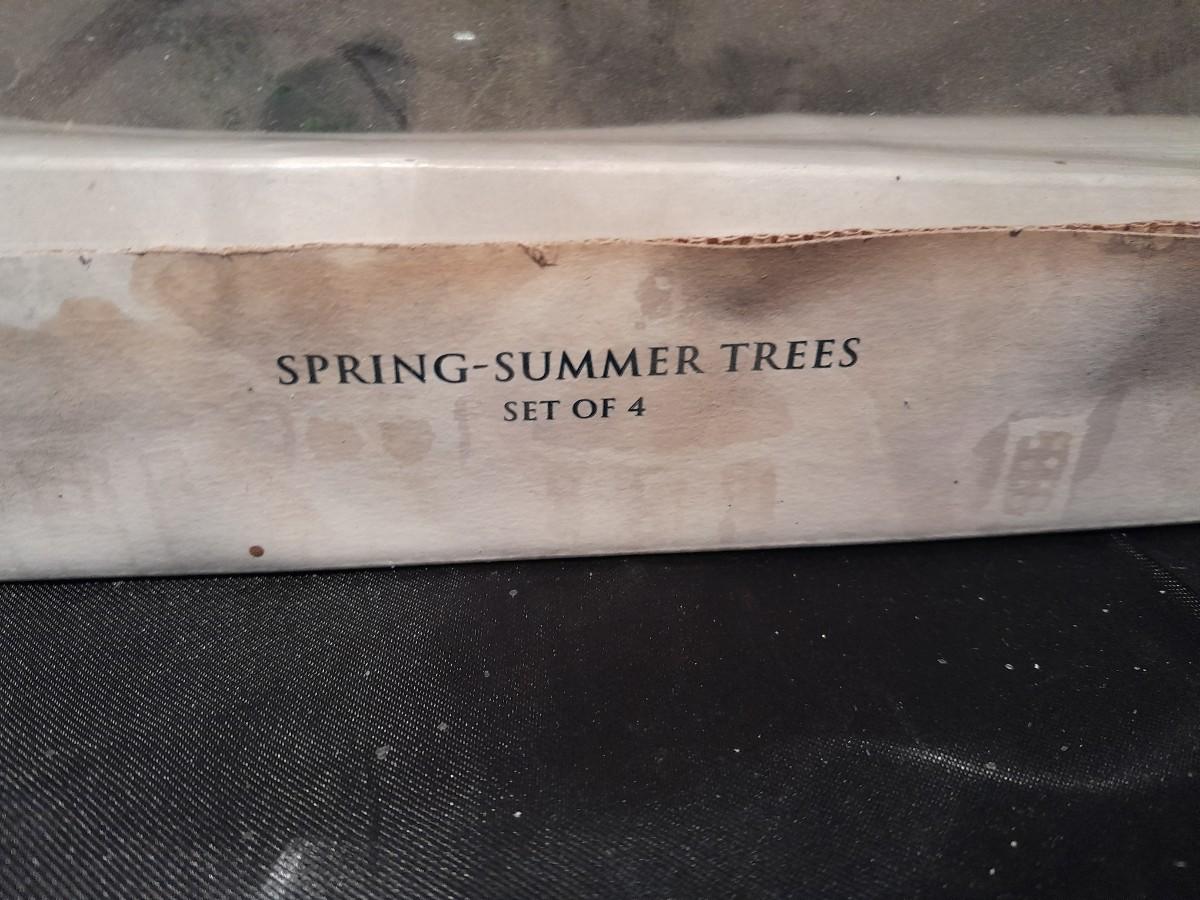 SPRING-SUMMER TREES
SET OF 4